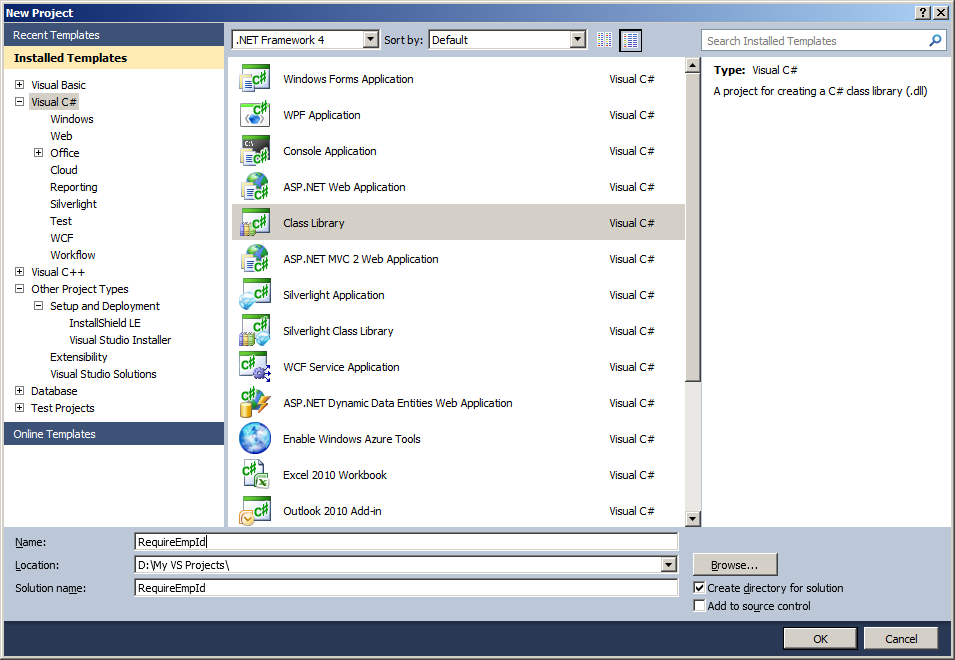 New Project
Recent Templates
Installed Templates
Visual Basic
Visual C#
Windows
Web
Office
Cloud
Reporting
Silverlight
Test
WCF
Workflow
Visual C++
Other Project Types
Setup and Deployment
InstallShield LE
Visual Studio Installer
Extensibility
Visual Studio Solutions
Database
Test Projects
Online Templates
.NET Framework 4 Sort by: Default
Search Installed Templates
Windows Forms Application Visual C#
WPF Application Visual C#
Console Application Visual C#
ASP.NET Web Application Visual C#
Class Library Visual C#
ASP.NET MVC 2 Web Application Visual C#
Silverlight Application Visual C#
Silverlight Class Library Visual C#
WCF Service Application Visual C#
ASP.NET Dynamic Data Entities Web Application Visual C#
Enable Windows Azure Tools Visual C#
Excel 2010 Workbook Visual C#
Outlook 2010 Add-in Visual C#
Type: Visual C#
A project for creating a C# class library (.dll)
Name: RequireEmpId
Location: D:\My VS Projects\
Browse...
Solution name: RequireEmpId
Create directory for solution
Add to source control
OK Cancel